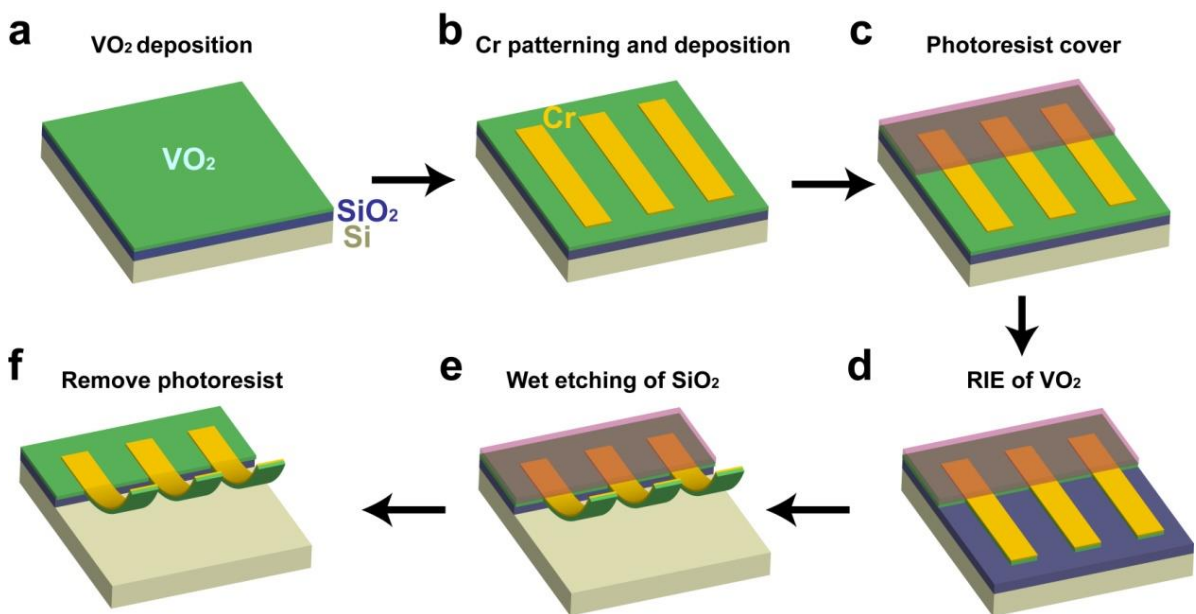 a VO₂ deposition
VO₂
SiO₂
Si
b Cr patterning and deposition
Cr
c Photoresist cover
f Remove photoresist
e Wet etching of SiO₂
d RIE of VO₂